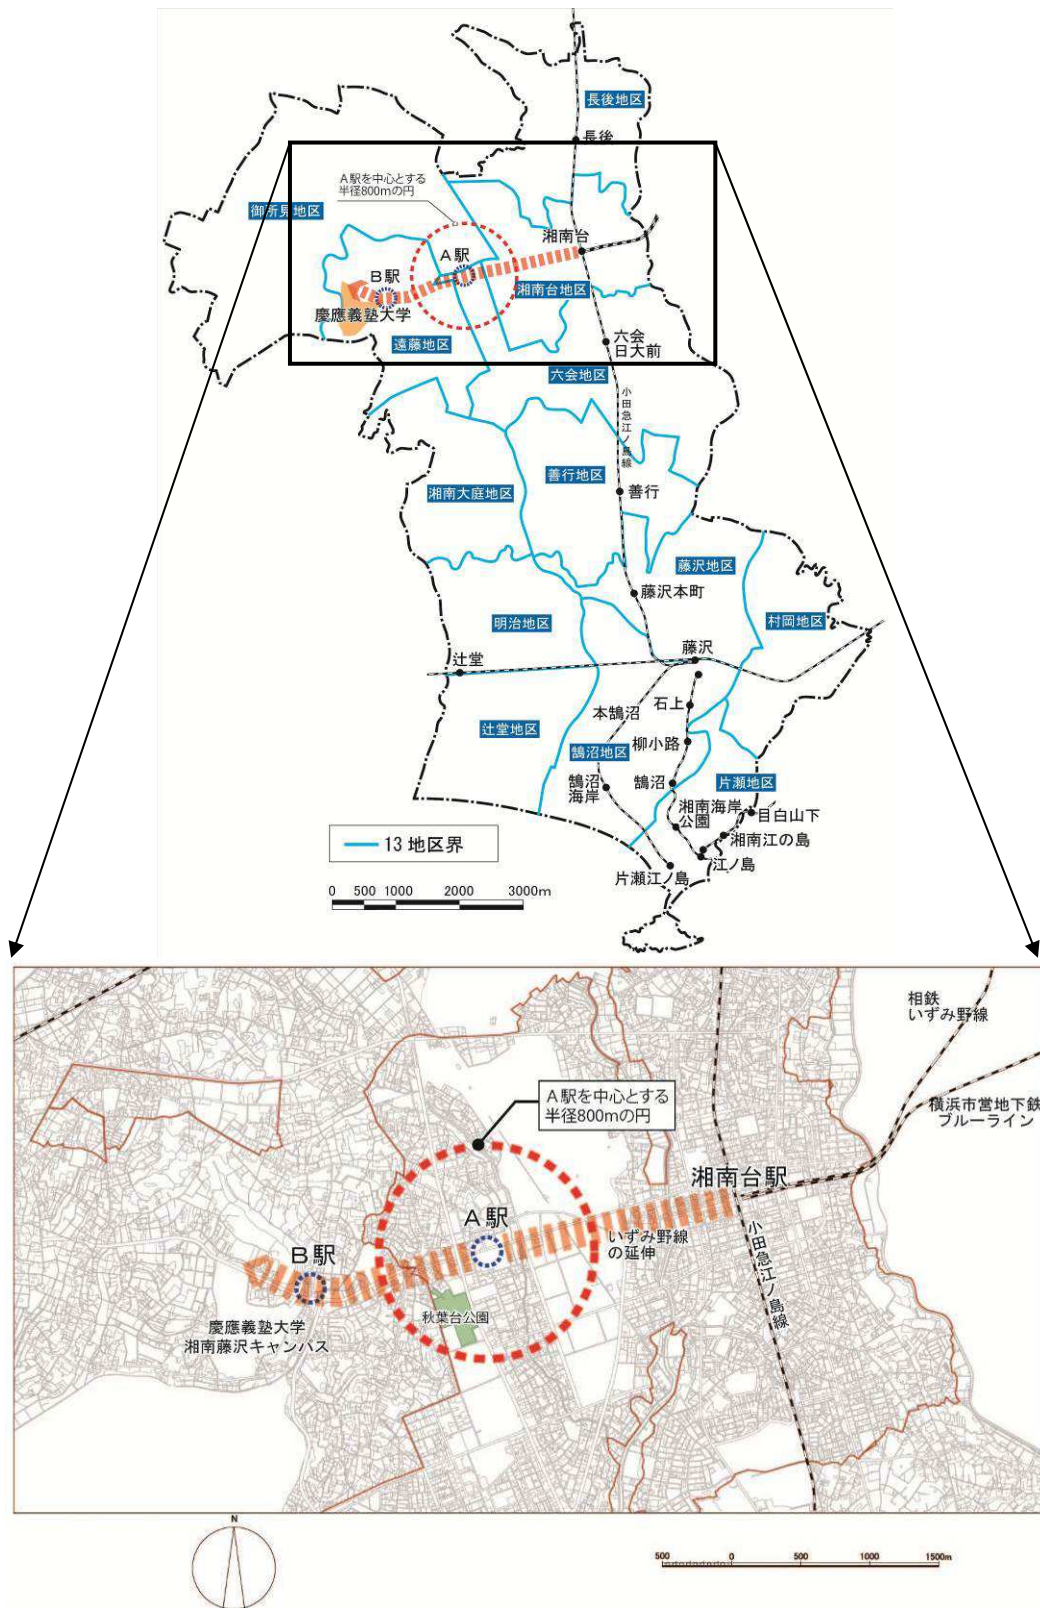 長後地区
長後
A駅を中心とする
半径800mの円
御所見地区
湘南台
A駅
B駅
湘南台地区
慶應義塾大学
遠藤地区
六会
日大前
六会地区
小田急江ノ島線
善行地区
湘南大庭地区
善行
藤沢地区
藤沢本町
明治地区
村岡地区
藤沢
辻堂
石上
本鵠沼
辻堂地区
柳小路
鵠沼地区
鵠沼
海岸
鵠沼
片瀬地区
湘南海岸
公園
目白山下
湘南江の島
江ノ島
片瀬江ノ島
13地区界
0 500 1000 2000 3000m
相鉄
いずみ野線
A駅を中心とする
半径800mの円
横浜市営地下鉄
ブルーライン
湘南台駅
A駅
いずみ野線
の延伸
B駅
小田急江ノ島線
秋葉台公園
慶應義塾大学
湘南藤沢キャンパス
N
500 0 500 1000 1500m